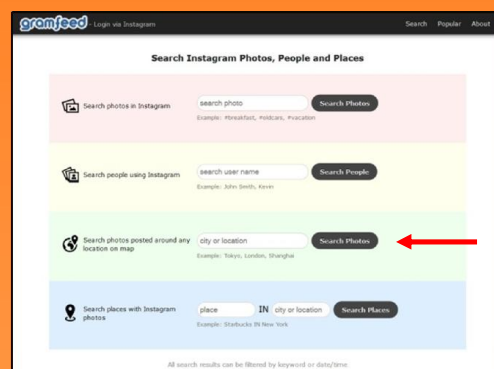 gramfeed - Login via Instagram Search Popular About
Search Instagram Photos, People and Places
Search photos in Instagram search photo Search Photos
Example: #breakfast, #oldcars, #vacation
Search people using Instagram search user name Search People
Example: John Smith, Kevin
Search photos posted around any location on map city or location Search Photos
Example: Tokyo, London, Shanghai
Search places with Instagram photos place IN city or location Search Places
Example: Starbucks IN New York
All search results can be filtered by keyword or date/time